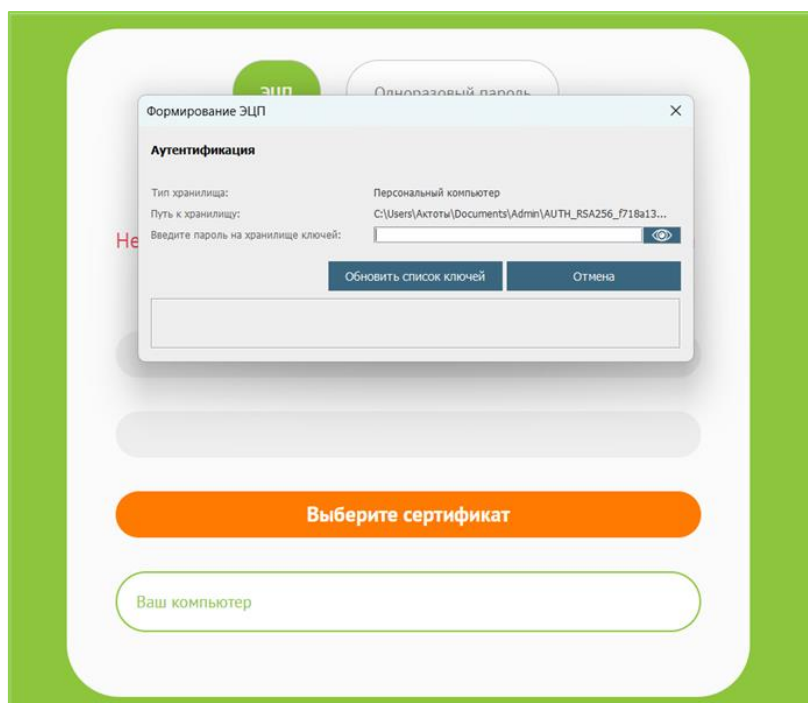 ЭЦП
Одноразовый пароль
Формирование ЭЦП
Аутентификация
Тип хранилища: Персональный компьютер
Путь к хранилищу: C:\Users\Актоты\Documents\Admin\AUTH_RSA256_f718a13...
Введите пароль на хранилище ключей:
Не
Обновить список ключей Отмена
Выберите сертификат
Ваш компьютер